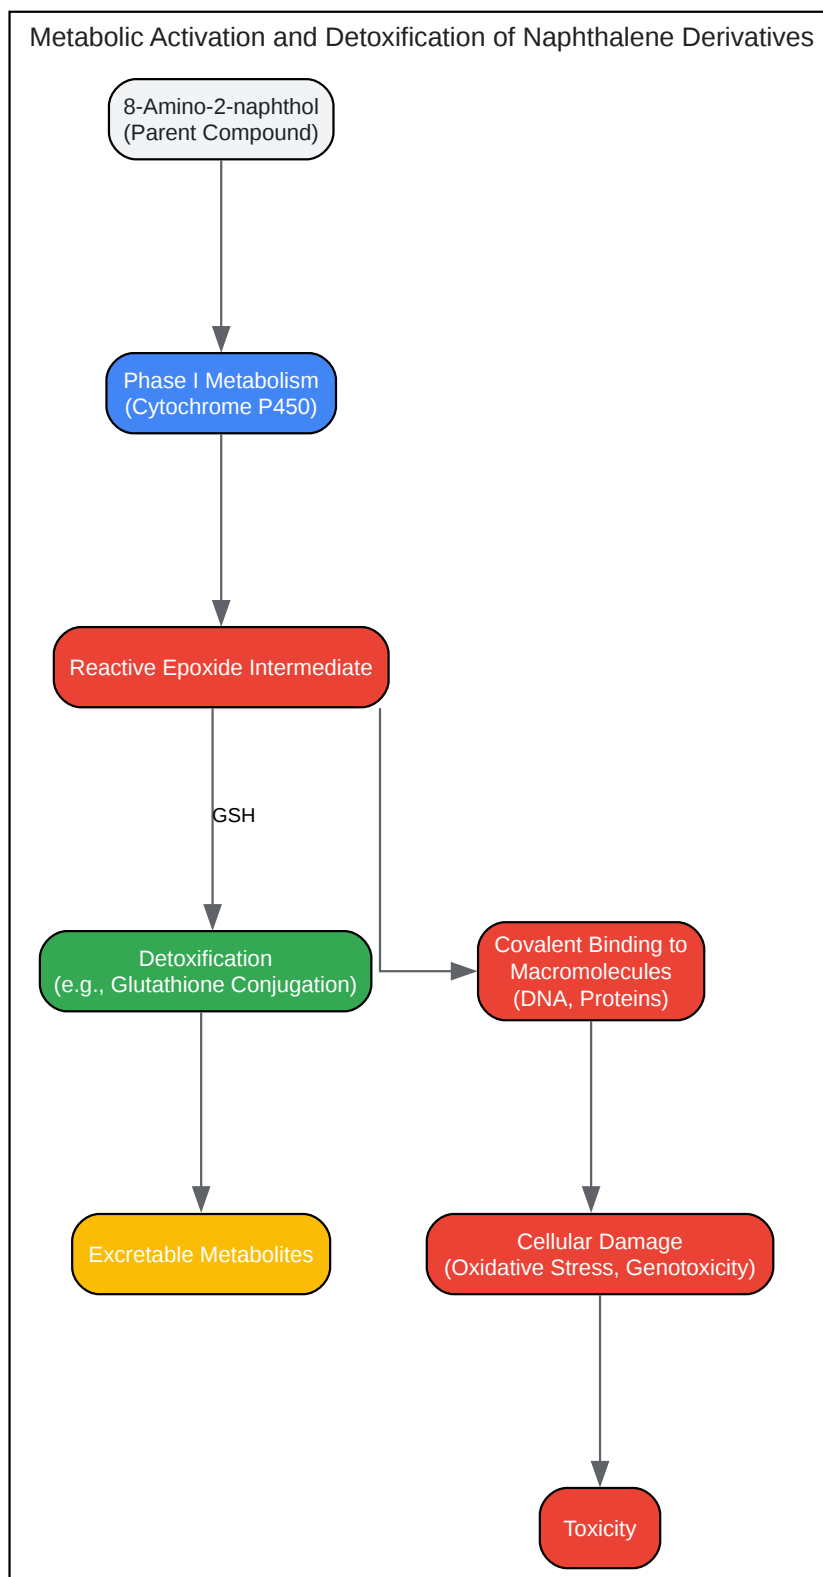 Metabolic Activation and Detoxification of Naphthalene Derivatives
8-Amino-2-naphthol
(Parent Compound)
Phase I Metabolism
(Cytochrome P450)
Reactive Epoxide Intermediate
GSH
Detoxification
(e.g., Glutathione Conjugation)
Covalent Binding to
Macromolecules
(DNA, Proteins)
Excretable Metabolites
Cellular Damage
(Oxidative Stress, Genotoxicity)
Toxicity